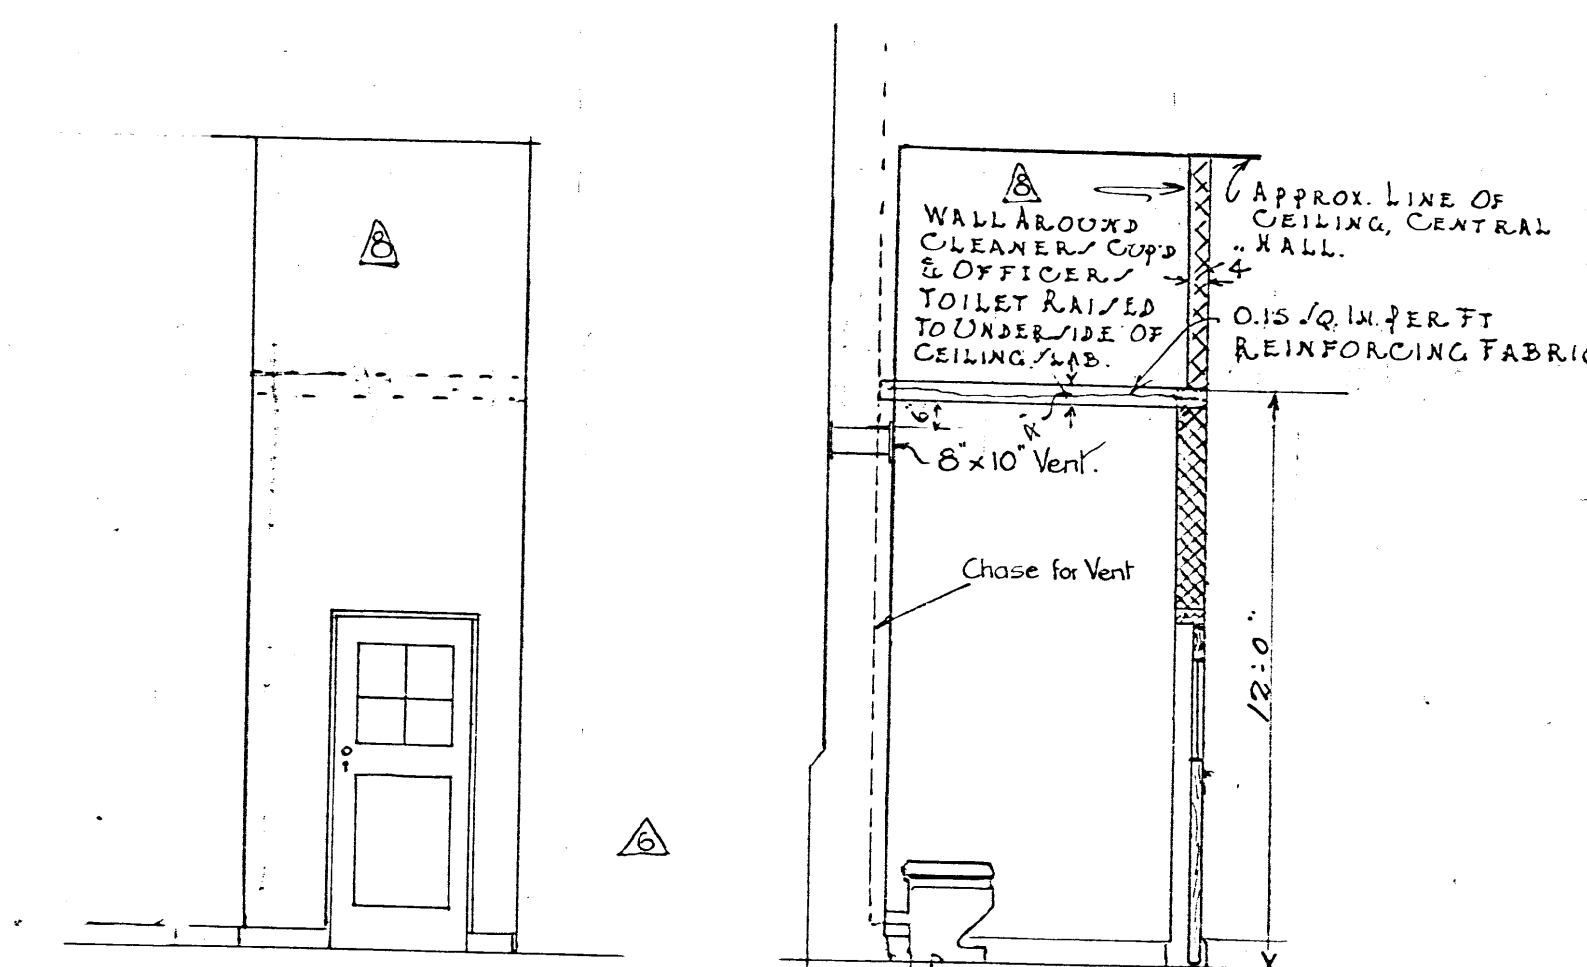 8
8
WALL AROUND
CLEANERS CUP'D
& OFFICERS
TOILET RAISED
TO UNDERSIDE OF
CEILING SLAB.
APPROX. LINE OF
CEILING, CENTRAL
HALL.
4"
0.15 SQ. IN. PER FT
REINFORCING FABRIC
6"
4"
8" x 10" Vent.
Chase for Vent
12'-0"
6